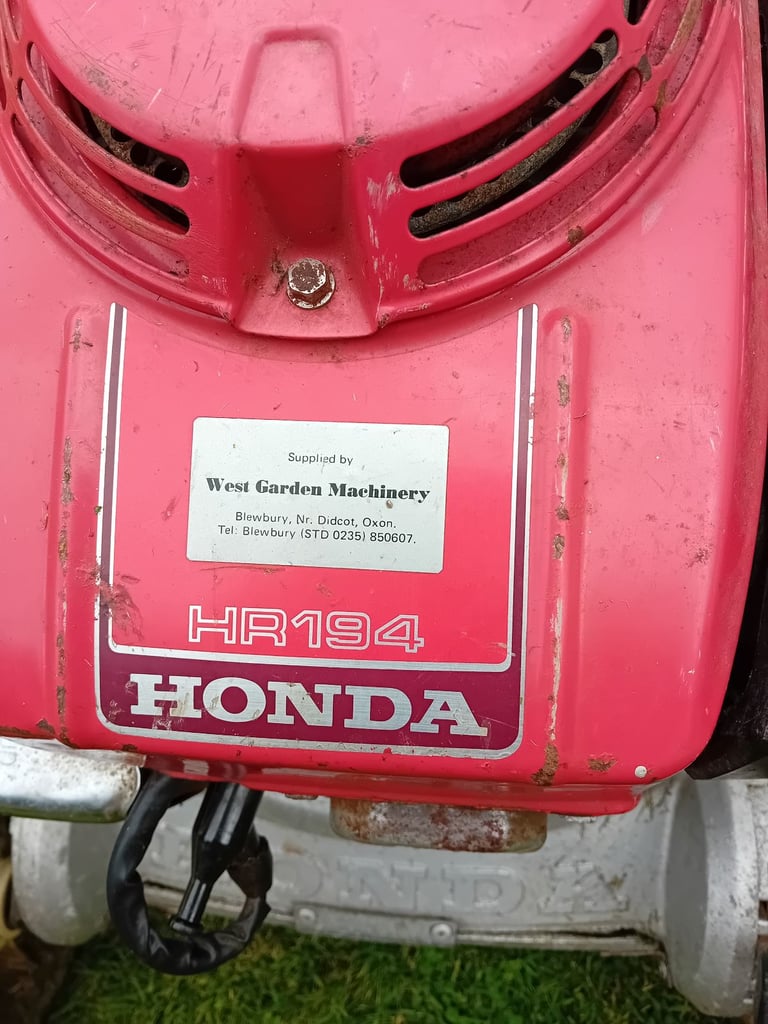 Supplied by
West Garden Machinery
Blewbury, Nr. Didcot, Oxon.
Tel: Blewbury (STD 0235) 850607.
HR194
HONDA
HONDA